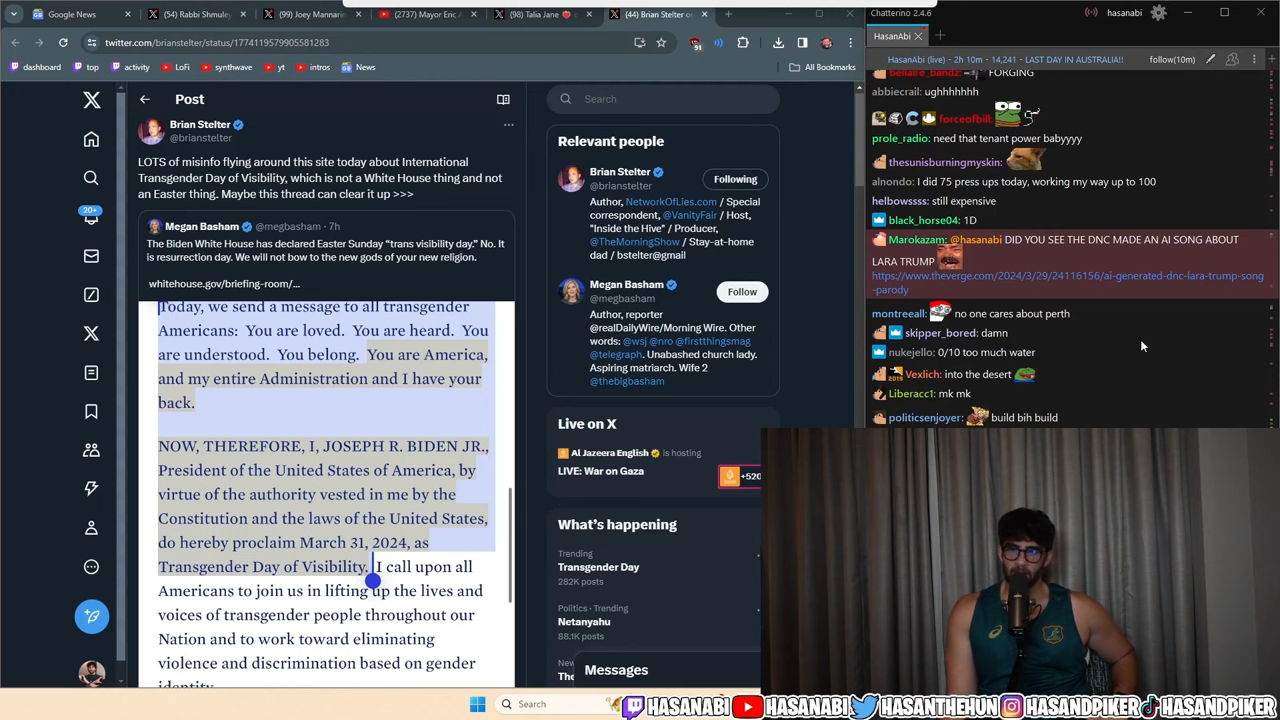 Google News
(54) Rabbi Shmule
(99) Joey Mannarin
(2737) Mayor Eric A
(98) Talia Jane
(44) Brian Stelter o
twitter.com/brianstelter/status/1774119579905581283
91
dashboard
top
activity
LoFi
synthwave
yt
intros
News
All Bookmarks
20+
Post
Brian Stelter
@brianstelter
LOTS of misinfo flying around this site today about International
Transgender Day of Visibility, which is not a White House thing and not
an Easter thing. Maybe this thread can clear it up >>>
Megan Basham @megbasham · 7h
The Biden White House has declared Easter Sunday “trans visibility day.” No. It
is resurrection day. We will not bow to the new gods of your new religion.
whitehouse.gov/briefing-room/...
Today, we send a message to all transgender
Americans: You are loved. You are heard. You
are understood. You belong. You are America,
and my entire Administration and I have your
back.
NOW, THEREFORE, I, JOSEPH R. BIDEN JR.,
President of the United States of America, by
virtue of the authority vested in me by the
Constitution and the laws of the United States,
do hereby proclaim March 31, 2024, as
Transgender Day of Visibility. I call upon all
Americans to join us in lifting up the lives and
voices of transgender people throughout our
Nation and to work toward eliminating
violence and discrimination based on gender
identity.
Search
Relevant people
Brian Stelter
@brianstelter
Following
Author, NetworkOfLies.com / Special
correspondent, @VanityFair / Host,
"Inside the Hive" / Producer,
@TheMorningShow / Stay-at-home
dad / bstelter@gmail
Megan Basham
@megbasham
Follow
Author, reporter
@realDailyWire/Morning Wire. Other
words: @wsj @nro @firstthingsmag
@telegraph. Unabashed church lady.
Aspiring matriarch. Wife 2
@thebigbasham
Live on X
Al Jazeera English is hosting
LIVE: War on Gaza
+520
What’s happening
Trending
Transgender Day
282K posts
Politics · Trending
Netanyahu
88.1K posts
Messages
Chatterino 2.4.6
hasanabi
HasanAbi
HasanAbi (live) - 2h 10m - 14,241 - LAST DAY IN AUSTRALIA!!
follow(10m)
bellaire_bandz: FORGING
abbiecrail: ughhhhhhh
forceofbill:
prole_radio: need that tenant power babyyyy
thesunisburningmyskin:
alnondo: I did 75 press ups today, working my way up to 100
helbowssss: still expensive
black_horse04: 1D
Marokazam: @hasanabi DID YOU SEE THE DNC MADE AN AI SONG ABOUT
LARA TRUMP
https://www.theverge.com/2024/3/29/24116156/ai-generated-dnc-lara-trump-song
-parody
montreeall: no one cares about perth
skipper_bored: damn
nukejello: 0/10 too much water
2019 Vexlich: into the desert
Liberacc1: mk mk
politicsenjoyer: build bih build
Search
HASANABI
HASANABI
HASANTHEHUN
HASANDPIKER
HASANDPIKER